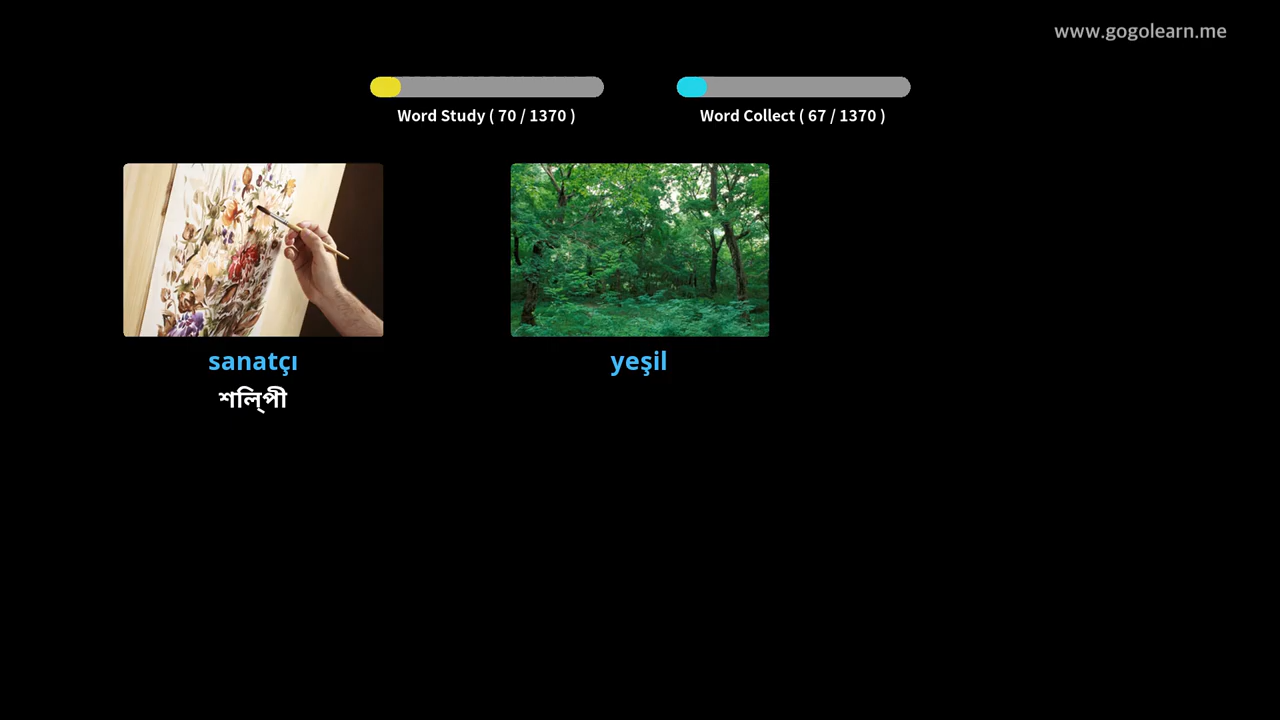 www.gogolearn.me
Word Study ( 70 / 1370 )
Word Collect ( 67 / 1370 )
sanatçı
yeşil
শিল্পী